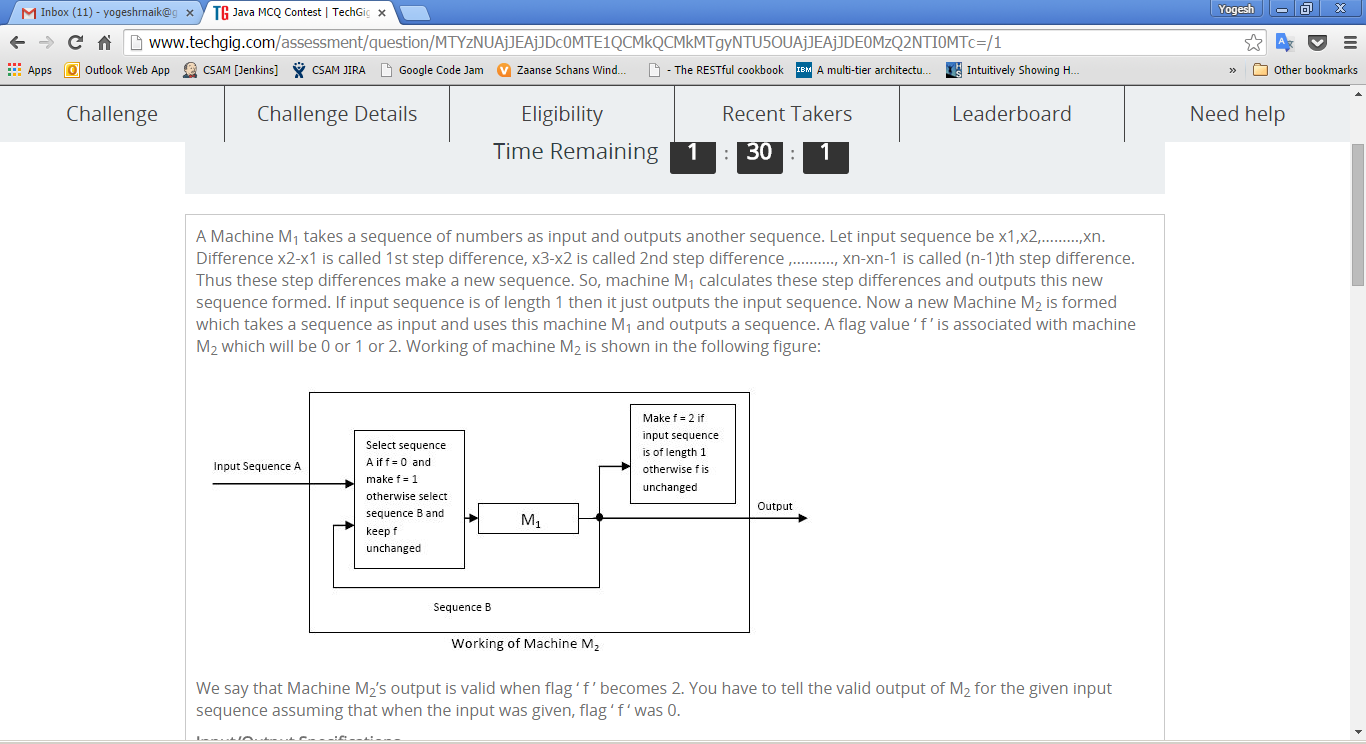 Inbox (11) - yogeshrnaik@g
TG Java MCQ Contest | TechGig
Yogesh
www.techgig.com/assessment/question/MTYzNUAjJEAjJDc0MTE1QCMkQCMkMTgyNTU5OUAjJEAjJDE0MzQ2NTI0MTc=/1
Apps
Outlook Web App
CSAM [Jenkins]
CSAM JIRA
Google Code Jam
Zaanse Schans Wind...
- The RESTful cookbook
IBM A multi-tier architectu...
Intuitively Showing H...
»
Other bookmarks
Challenge
Challenge Details
Eligibility
Recent Takers
Leaderboard
Need help
Time Remaining 1 : 30 : 1
A Machine M₁ takes a sequence of numbers as input and outputs another sequence. Let input sequence be x1,x2,.........,xn.
Difference x2-x1 is called 1st step difference, x3-x2 is called 2nd step difference ,.........., xn-xn-1 is called (n-1)th step difference.
Thus these step differences make a new sequence. So, machine M₁ calculates these step differences and outputs this new
sequence formed. If input sequence is of length 1 then it just outputs the input sequence. Now a new Machine M₂ is formed
which takes a sequence as input and uses this machine M₁ and outputs a sequence. A flag value ‘ f ’ is associated with machine
M₂ which will be 0 or 1 or 2. Working of machine M₂ is shown in the following figure:
Input Sequence A
Select sequence
A if f = 0 and
make f = 1
otherwise select
sequence B and
keep f
unchanged
M₁
Make f = 2 if
input sequence
is of length 1
otherwise f is
unchanged
Output
Sequence B
Working of Machine M₂
We say that Machine M₂’s output is valid when flag ‘ f ’ becomes 2. You have to tell the valid output of M₂ for the given input
sequence assuming that when the input was given, flag ‘ f ‘ was 0.